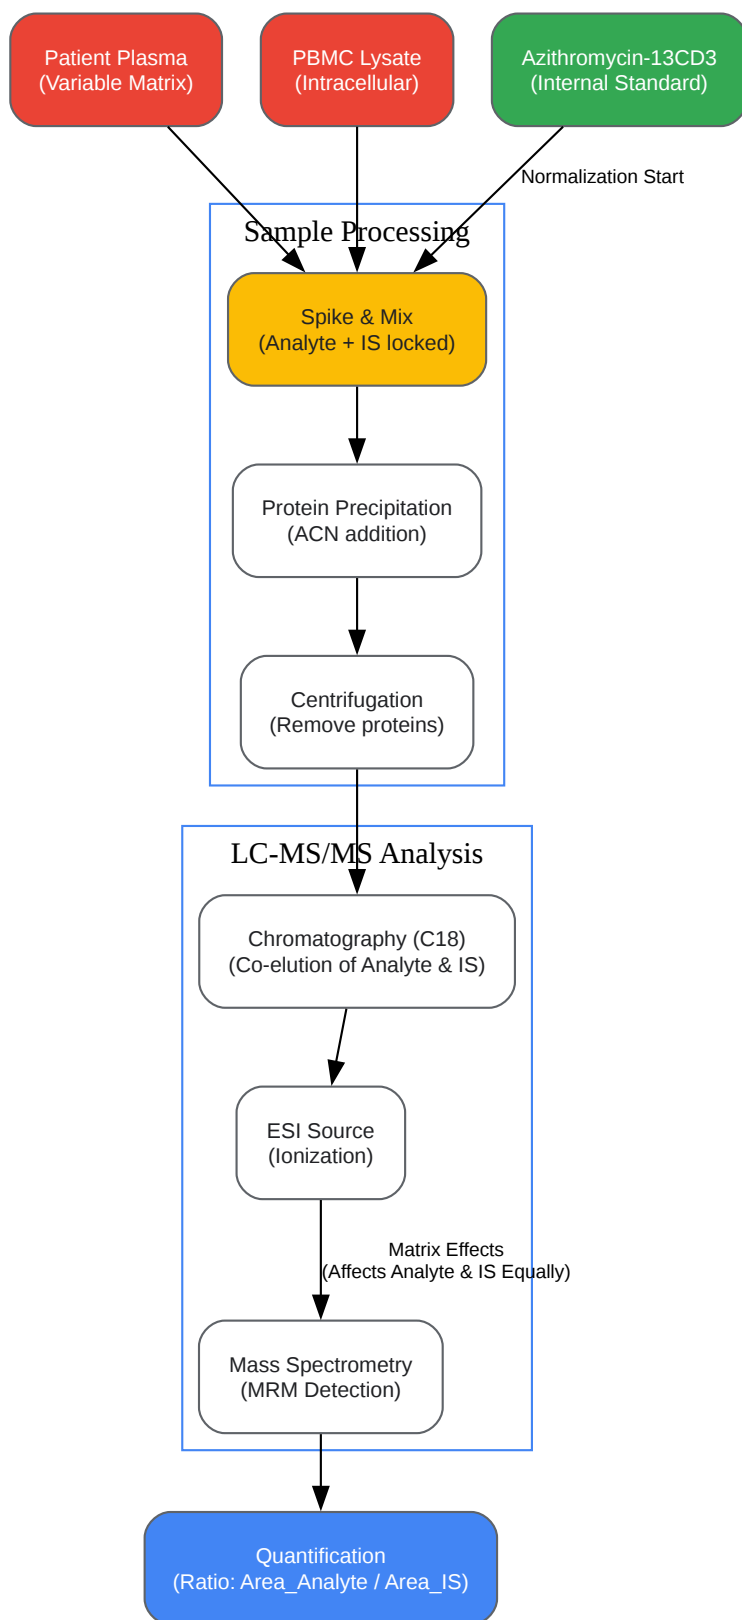 Patient Plasma
(Variable Matrix)
PBMC Lysate
(Intracellular)
Azithromycin-13CD3
(Internal Standard)
Normalization Start
Sample Processing
Spike & Mix
(Analyte + IS locked)
Protein Precipitation
(ACN addition)
Centrifugation
(Remove proteins)
LC-MS/MS Analysis
Chromatography (C18)
(Co-elution of Analyte & IS)
ESI Source
(Ionization)
Matrix Effects
(Affects Analyte & IS Equally)
Mass Spectrometry
(MRM Detection)
Quantification
(Ratio: Area_Analyte / Area_IS)